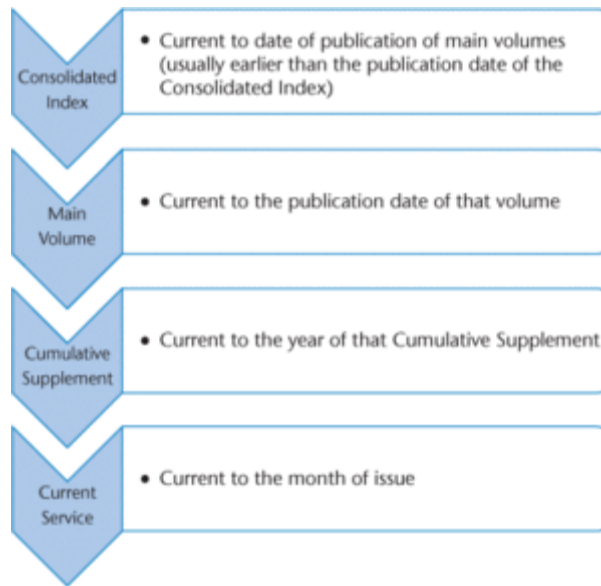 Consolidated
Index
• Current to date of publication of main volumes
(usually earlier than the publication date of the
Consolidated Index)
Main
Volume
• Current to the publication date of that volume
Cumulative
Supplement
• Current to the year of that Cumulative Supplement
Current
Service
• Current to the month of issue